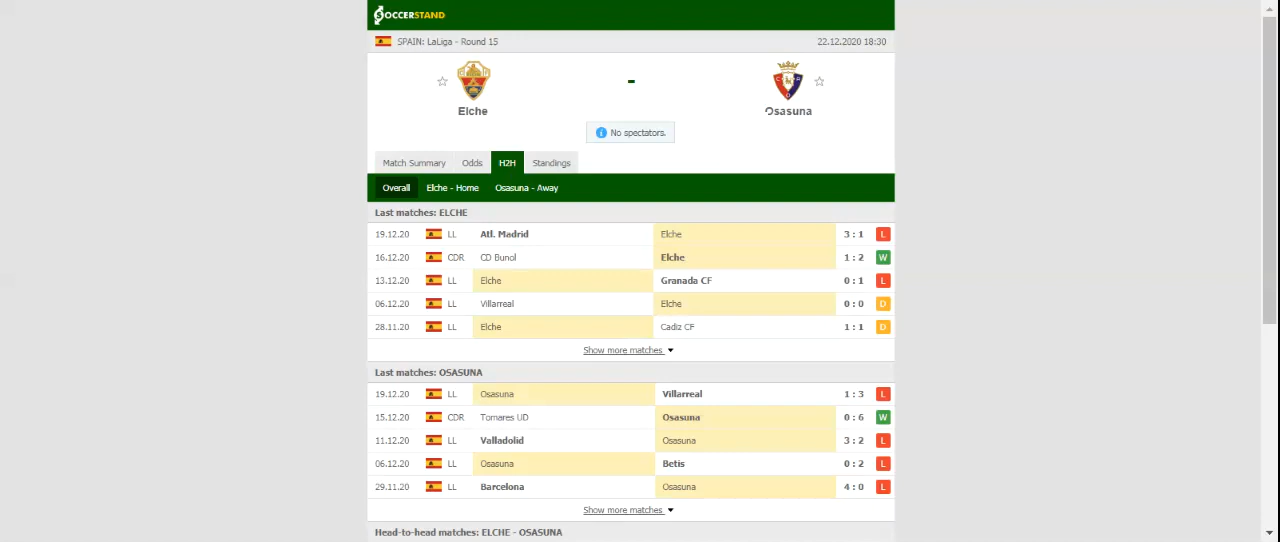 SOCCERSTAND
SPAIN: LaLiga - Round 15 22.12.2020 18:30
-
Elche Osasuna
No spectators.
Match Summary Odds H2H Standings
Overall Elche - Home Osasuna - Away
Last matches: ELCHE
19.12.20 LL Atl. Madrid Elche 3 : 1 L
16.12.20 CDR CD Bunol Elche 1 : 2 W
13.12.20 LL Elche Granada CF 0 : 1 L
06.12.20 LL Villarreal Elche 0 : 0 D
28.11.20 LL Elche Cadiz CF 1 : 1 D
Show more matches
Last matches: OSASUNA
19.12.20 LL Osasuna Villarreal 1 : 3 L
15.12.20 CDR Tomares UD Osasuna 0 : 6 W
11.12.20 LL Valladolid Osasuna 3 : 2 L
06.12.20 LL Osasuna Betis 0 : 2 L
29.11.20 LL Barcelona Osasuna 4 : 0 L
Show more matches
Head-to-head matches: ELCHE - OSASUNA